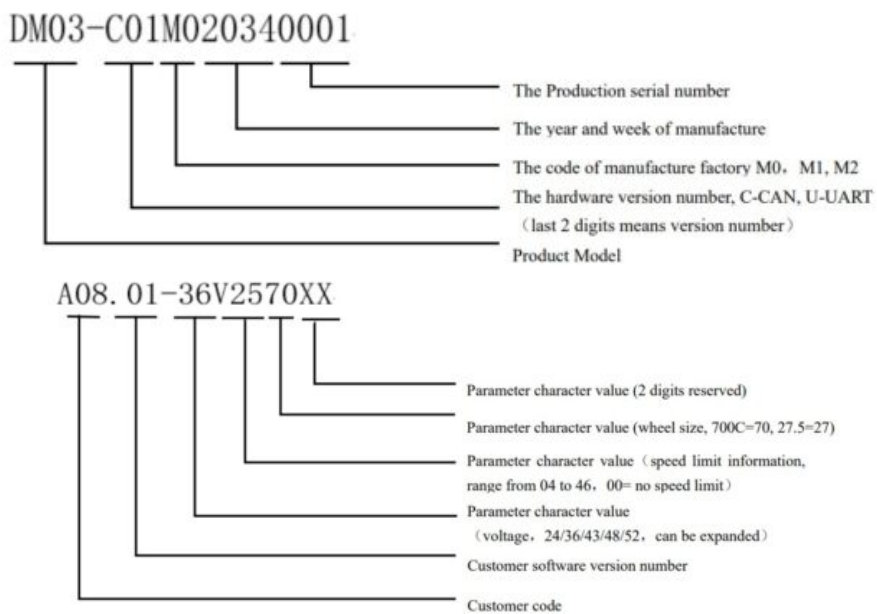 DM03-C01M020340001
The Production serial number
The year and week of manufacture
The code of manufacture factory M0，M1, M2
The hardware version number, C-CAN, U-UART
（last 2 digits means version number）
Product Model
A08.01-36V2570XX
Parameter character value (2 digits reserved)
Parameter character value (wheel size, 700C=70, 27.5=27)
Parameter character value（speed limit information,
range from 04 to 46，00= no speed limit）
Parameter character value
（voltage，24/36/43/48/52，can be expanded）
Customer software version number
Customer code